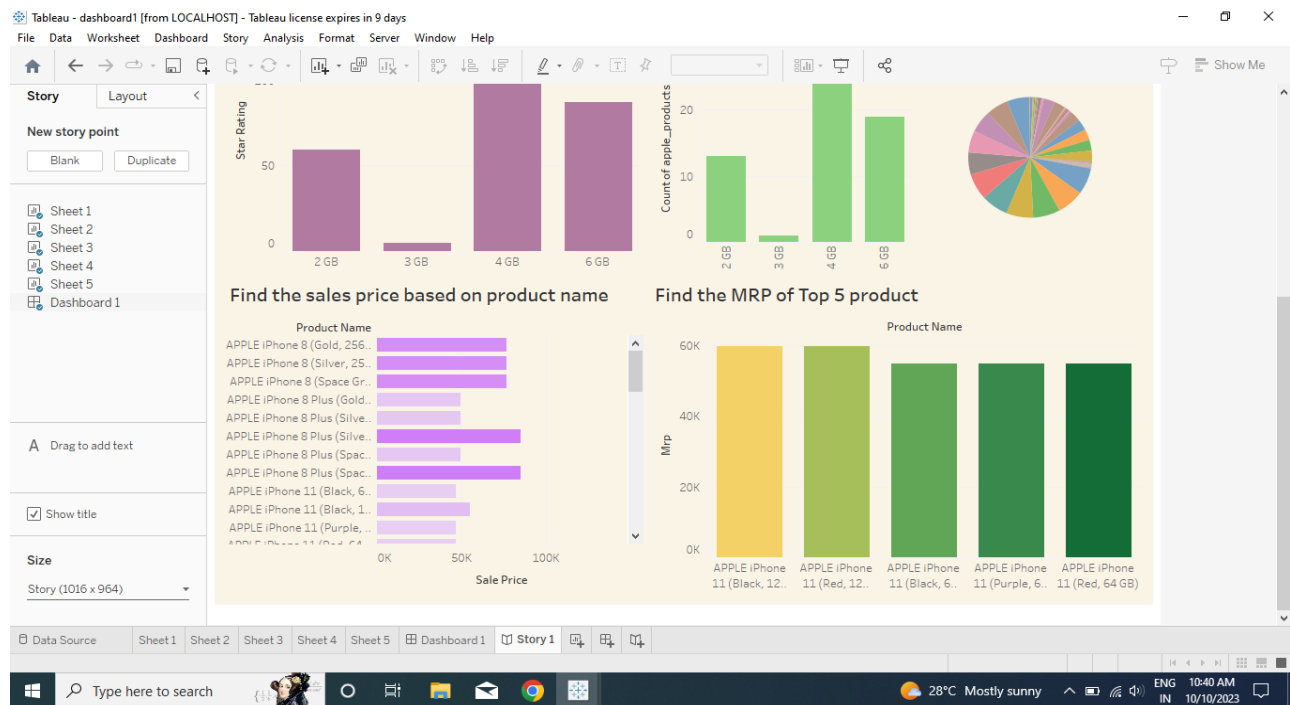 Tableau - dashboard1 [from LOCALHOST] - Tableau license expires in 9 days
File Data Worksheet Dashboard Story Analysis Format Server Window Help
Show Me
Story Layout
New story point
Blank Duplicate
Sheet 1
Sheet 2
Sheet 3
Sheet 4
Sheet 5
Dashboard 1
A Drag to add text
Show title
Size
Story (1016 x 964)
Star Rating
50
0
2 GB 3 GB 4 GB 6 GB
Count of apple_products
20
10
0
2 GB 3 GB 4 GB 6 GB
Find the sales price based on product name
Product Name
APPLE iPhone 8 (Gold, 256..
APPLE iPhone 8 (Silver, 25..
APPLE iPhone 8 (Space Gr..
APPLE iPhone 8 Plus (Gold..
APPLE iPhone 8 Plus (Silve..
APPLE iPhone 8 Plus (Silve..
APPLE iPhone 8 Plus (Spac..
APPLE iPhone 8 Plus (Spac..
APPLE iPhone 11 (Black, 6..
APPLE iPhone 11 (Black, 1..
APPLE iPhone 11 (Purple, ..
0K 50K 100K
Sale Price
Find the MRP of Top 5 product
Product Name
60K
40K
20K
0K
Mrp
APPLE iPhone APPLE iPhone APPLE iPhone APPLE iPhone APPLE iPhone
11 (Black, 12.. 11 (Red, 12.. 11 (Black, 6.. 11 (Purple, 6.. 11 (Red, 64 GB)
Data Source Sheet 1 Sheet 2 Sheet 3 Sheet 4 Sheet 5 Dashboard 1 Story 1
Type here to search
28°C Mostly sunny
ENG
IN
10:40 AM
10/10/2023